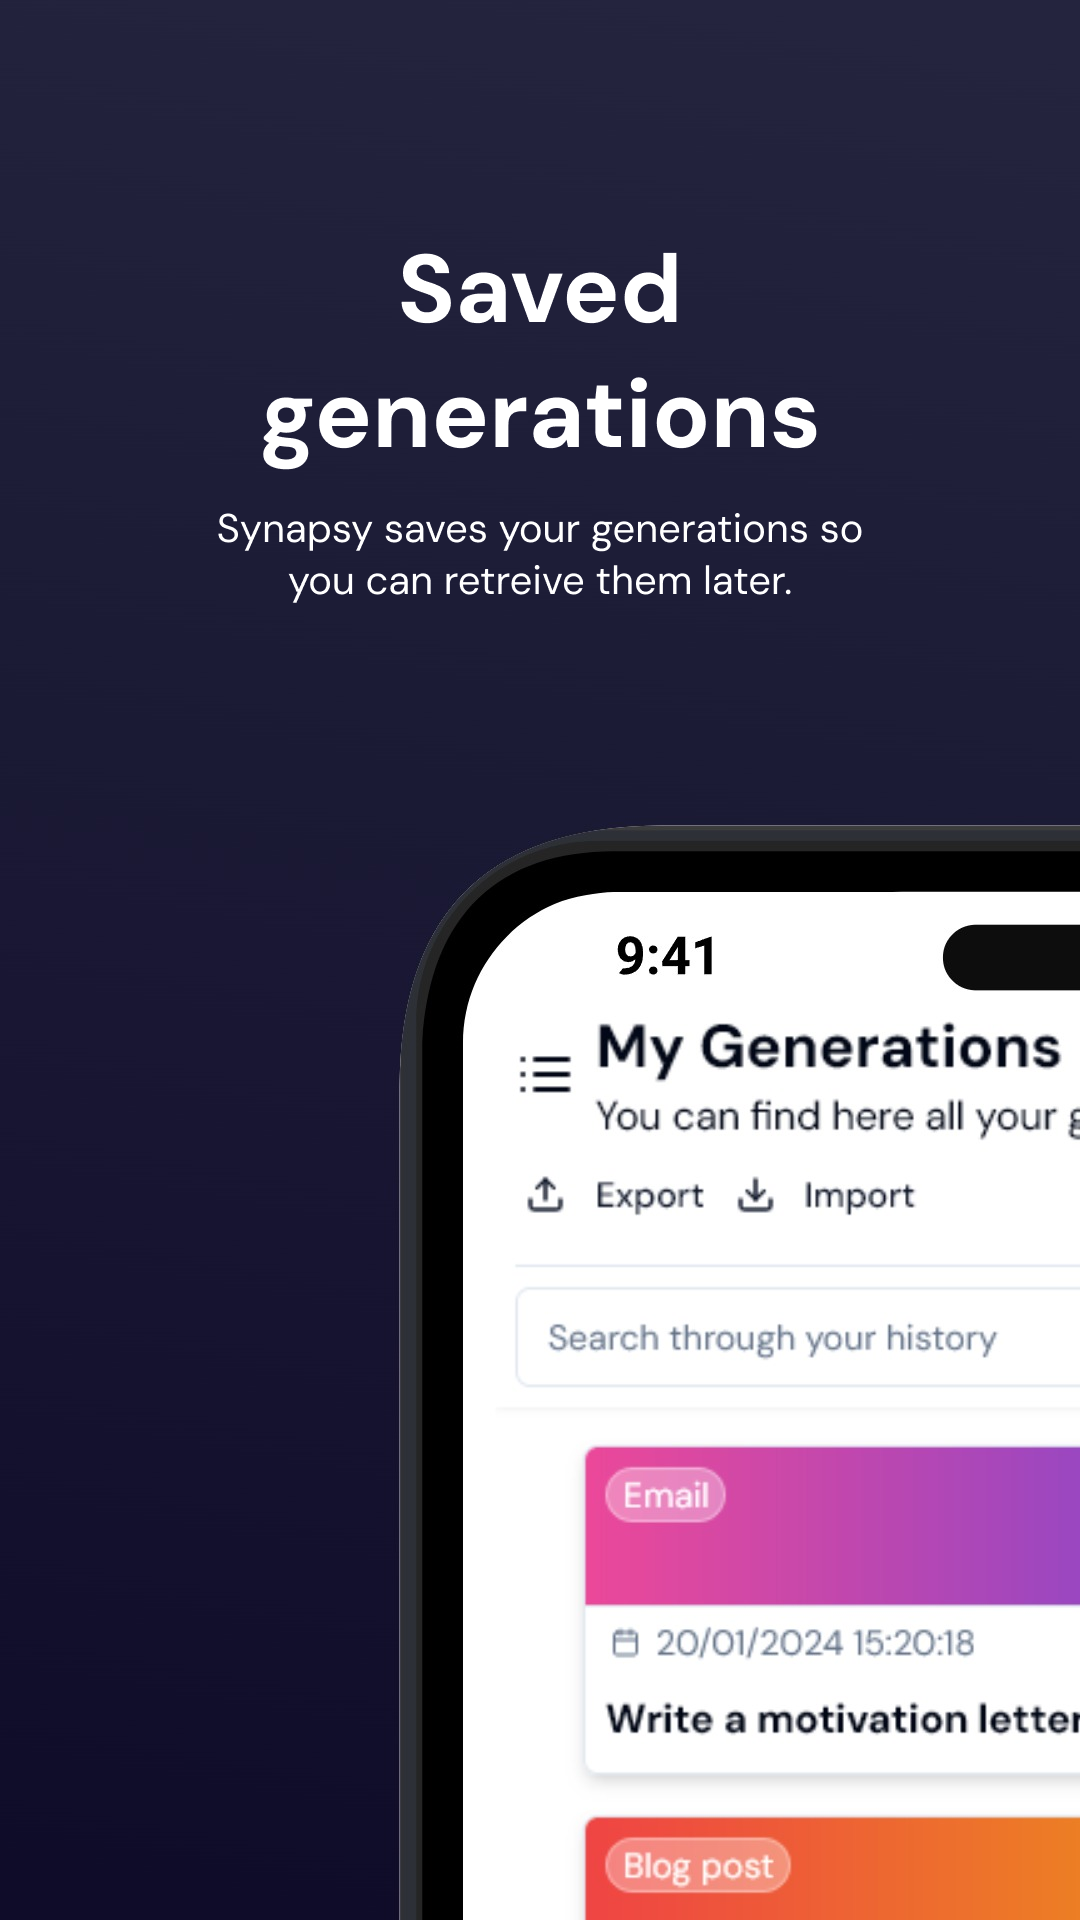 Saved
generations
Synapsy saves your generations so
you can retreive them later.
9:41
My Generations
You can find here all your
Export Import
Search through your history
Email
20/01/2024 15:20:18
Write a motivation letter
Blog post